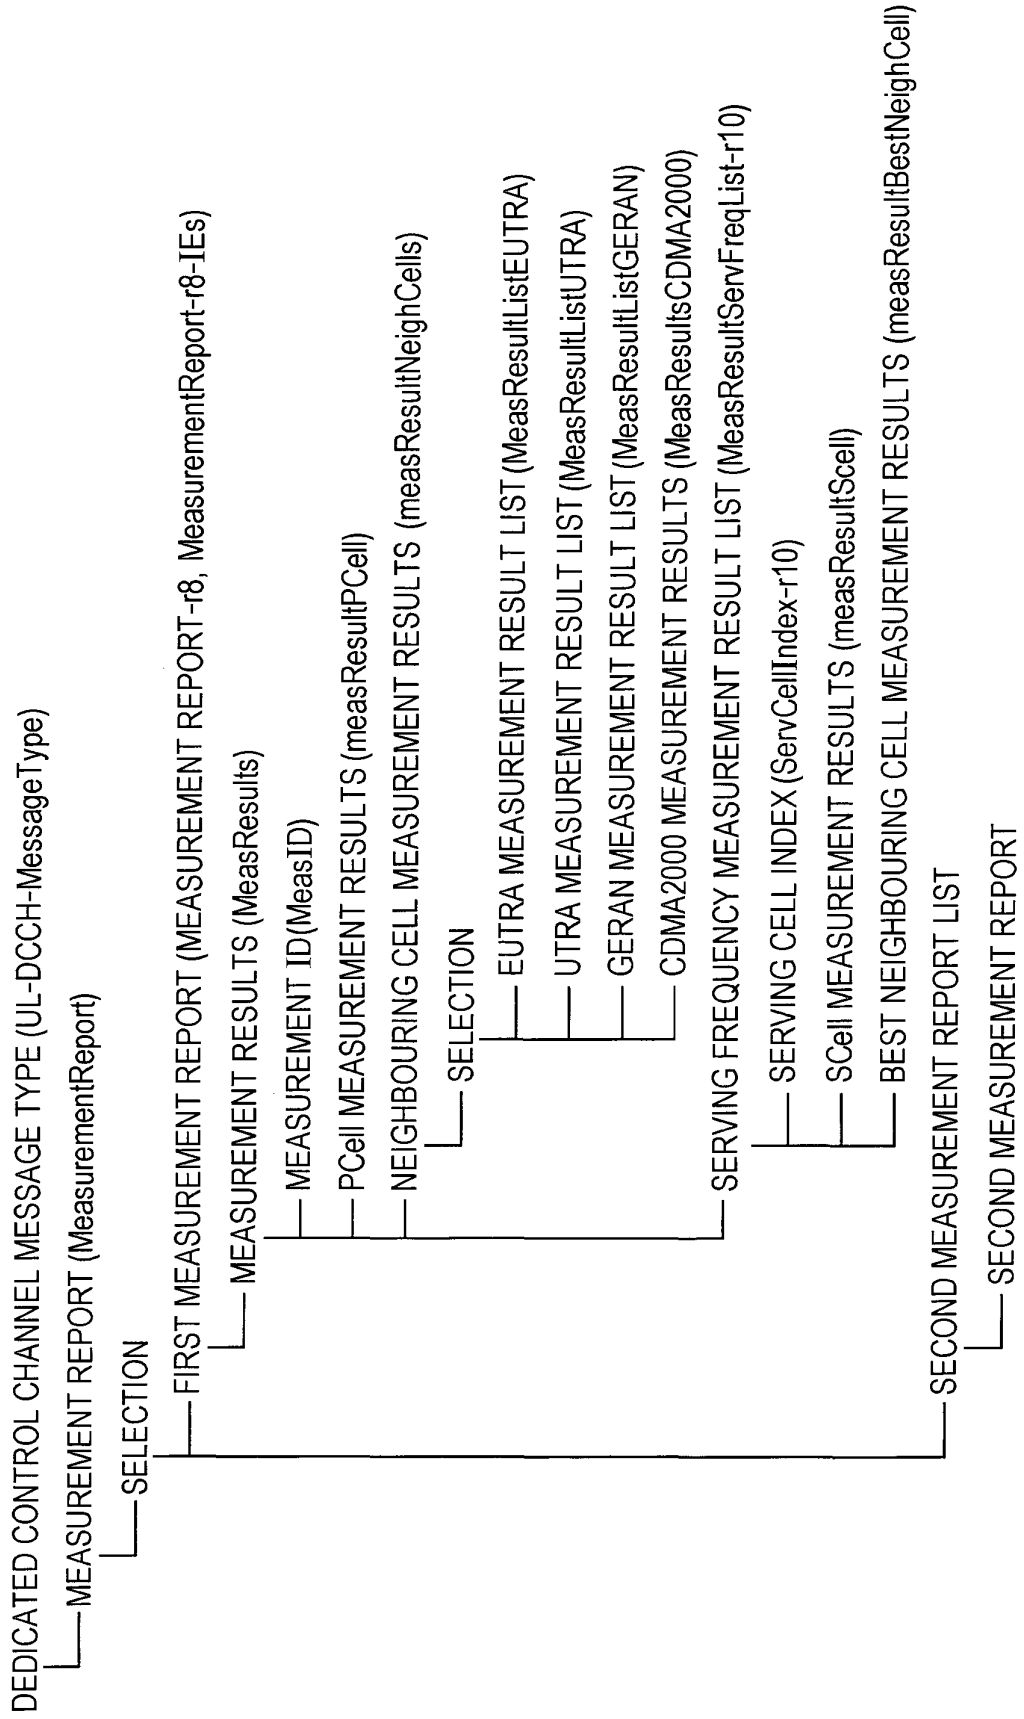 DEDICATED CONTROL CHANNEL MESSAGE TYPE (UL-DCCH-MessageType)
MEASUREMENT REPORT (MeasurementReport)
SELECTION
FIRST MEASUREMENT REPORT (MEASUREMENT REPORT-r8, MeasurementReport-r8-IEs)
MEASUREMENT RESULTS (MeasResults)
MEASUREMENT ID (MeasID)
PCell MEASUREMENT RESULTS (measResultPCell)
NEIGHBOURING CELL MEASUREMENT RESULTS (measResultNeighCells)
SELECTION
EUTRA MEASUREMENT RESULT LIST (MeasResultListEUTRA)
UTRA MEASUREMENT RESULT LIST (MeasResultListUTRA)
GERAN MEASUREMENT RESULT LIST (MeasResultListGERAN)
CDMA2000 MEASUREMENT RESULTS (MeasResultsCDMA2000)
SERVING FREQUENCY MEASUREMENT RESULT LIST (MeasResultServFreqList-r10)
SERVING CELL INDEX (ServCellIndex-r10)
SCell MEASUREMENT RESULTS (measResultScell)
BEST NEIGHBOURING CELL MEASUREMENT RESULTS (measResultBestNeighCell)
SECOND MEASUREMENT REPORT LIST
SECOND MEASUREMENT REPORT